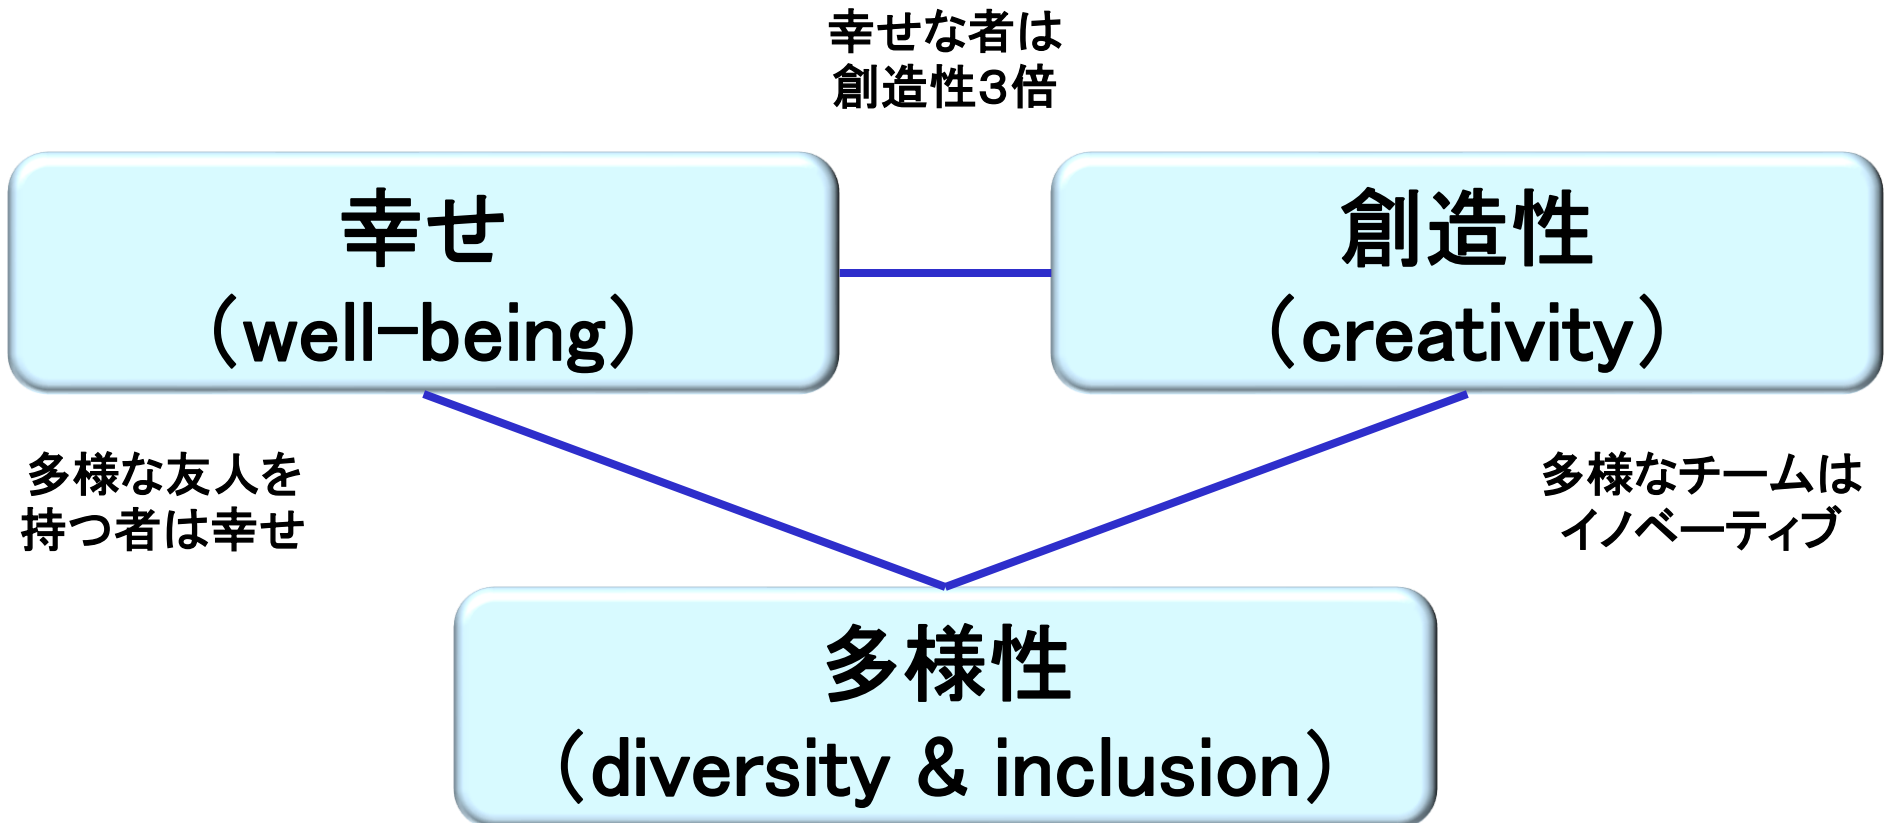 幸せな者は
創造性3倍
幸せ
（well-being）
創造性
（creativity）
多様な友人を
持つ者は幸せ
多様なチームは
イノベーティブ
多様性
（diversity & inclusion）